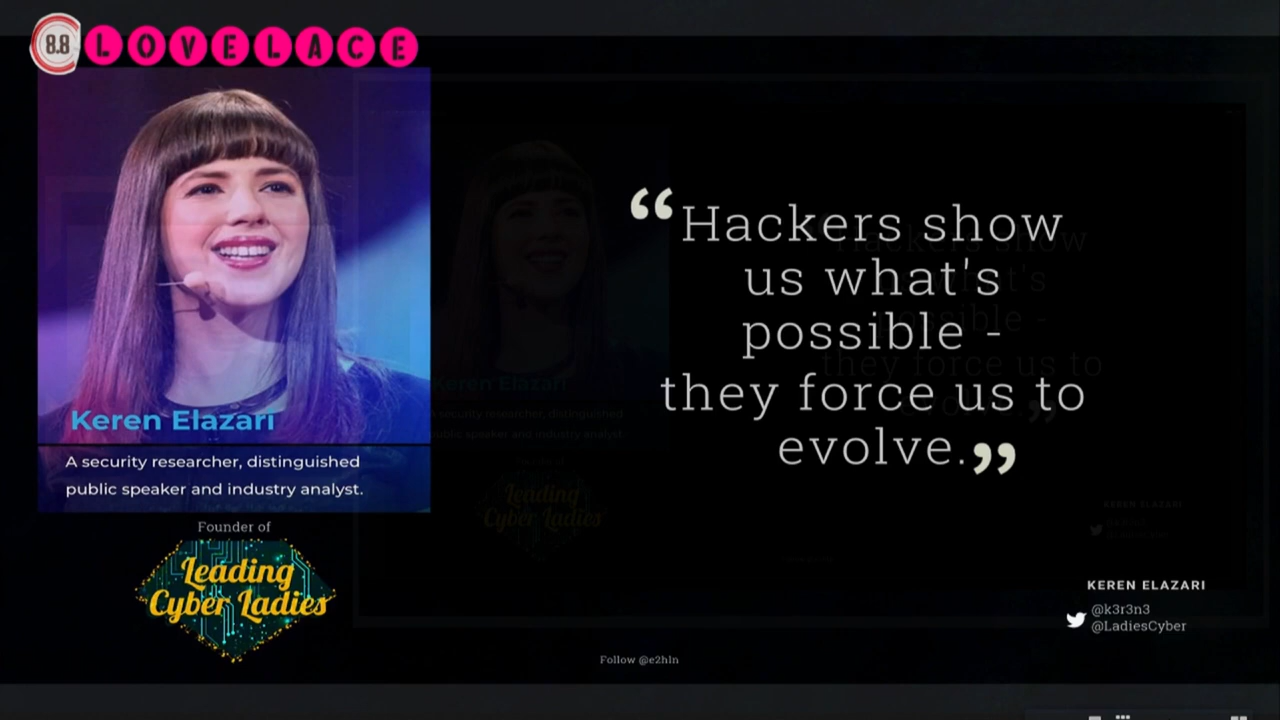 8.8 LOVELACE
Keren Elazari
A security researcher, distinguished
public speaker and industry analyst.
Founder of
Leading
Cyber Ladies
“Hackers show
us what's
possible -
they force us to
evolve.”
KEREN ELAZARI
@k3r3n3
@LadiesCyber
Follow @e2hln